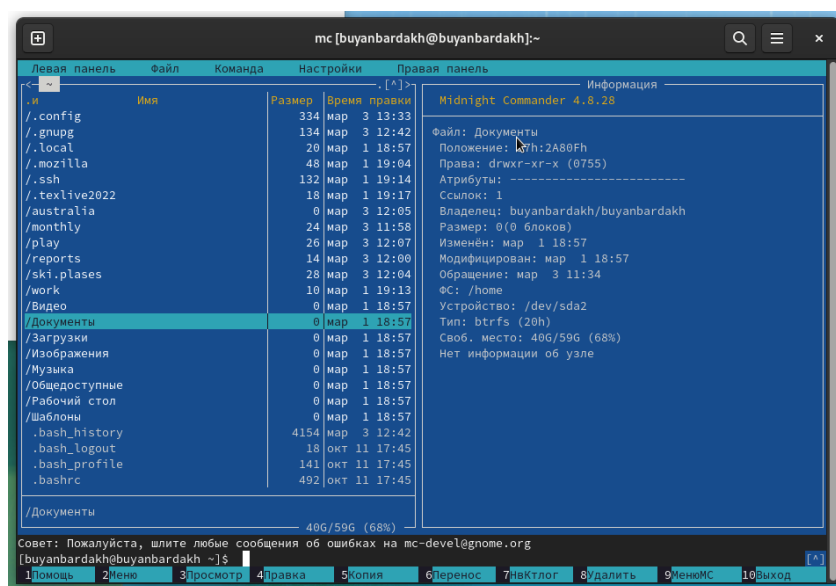 mc [buyanbardakh@buyanbardakh]:~
Левая панель Файл Команда Настройки Правая панель
<- ~ .[^]>
.и Имя Размер Время правки
/.config 334 мар 3 13:33
/.gnupg 134 мар 3 12:42
/.local 20 мар 1 18:57
/.mozilla 48 мар 1 19:04
/.ssh 132 мар 1 19:14
/.texlive2022 18 мар 1 19:17
/australia 0 мар 3 12:05
/monthly 24 мар 3 11:58
/play 26 мар 3 12:07
/reports 14 мар 3 12:00
/ski.plases 28 мар 3 12:04
/work 10 мар 1 19:13
/Видео 0 мар 1 18:57
/Документы 0 мар 1 18:57
/Загрузки 0 мар 1 18:57
/Изображения 0 мар 1 18:57
/Музыка 0 мар 1 18:57
/Общедоступные 0 мар 1 18:57
/Рабочий стол 0 мар 1 18:57
/Шаблоны 0 мар 1 18:57
.bash_history 4154 мар 3 12:42
.bash_logout 18 окт 11 17:45
.bash_profile 141 окт 11 17:45
.bashrc 492 окт 11 17:45
/Документы
40G/59G (68%)
Информация
Midnight Commander 4.8.28
Файл: Документы
Положение:
Права: drwxr-xr-x (0755)
Атрибуты: -------------------------
Ссылок: 1
Владелец: buyanbardakh/buyanbardakh
Размер: 0(0 блоков)
Изменён: мар 1 18:57
Модифицирован: мар 1 18:57
Обращение: мар 3 11:34
ФС: /home
Устройство: /dev/sda2
Тип: btrfs (20h)
Своб. место: 40G/59G (68%)
Нет информации об узле
Совет: Пожалуйста, шлите любые сообщения об ошибках на mc-devel@gnome.org
[buyanbardakh@buyanbardakh ~]$ [^]
1Помощь 2Меню 3Просмотр 4Правка 5Копия 6Перенос 7НвКтлог 8Удалить 9МенюMC 10Выход